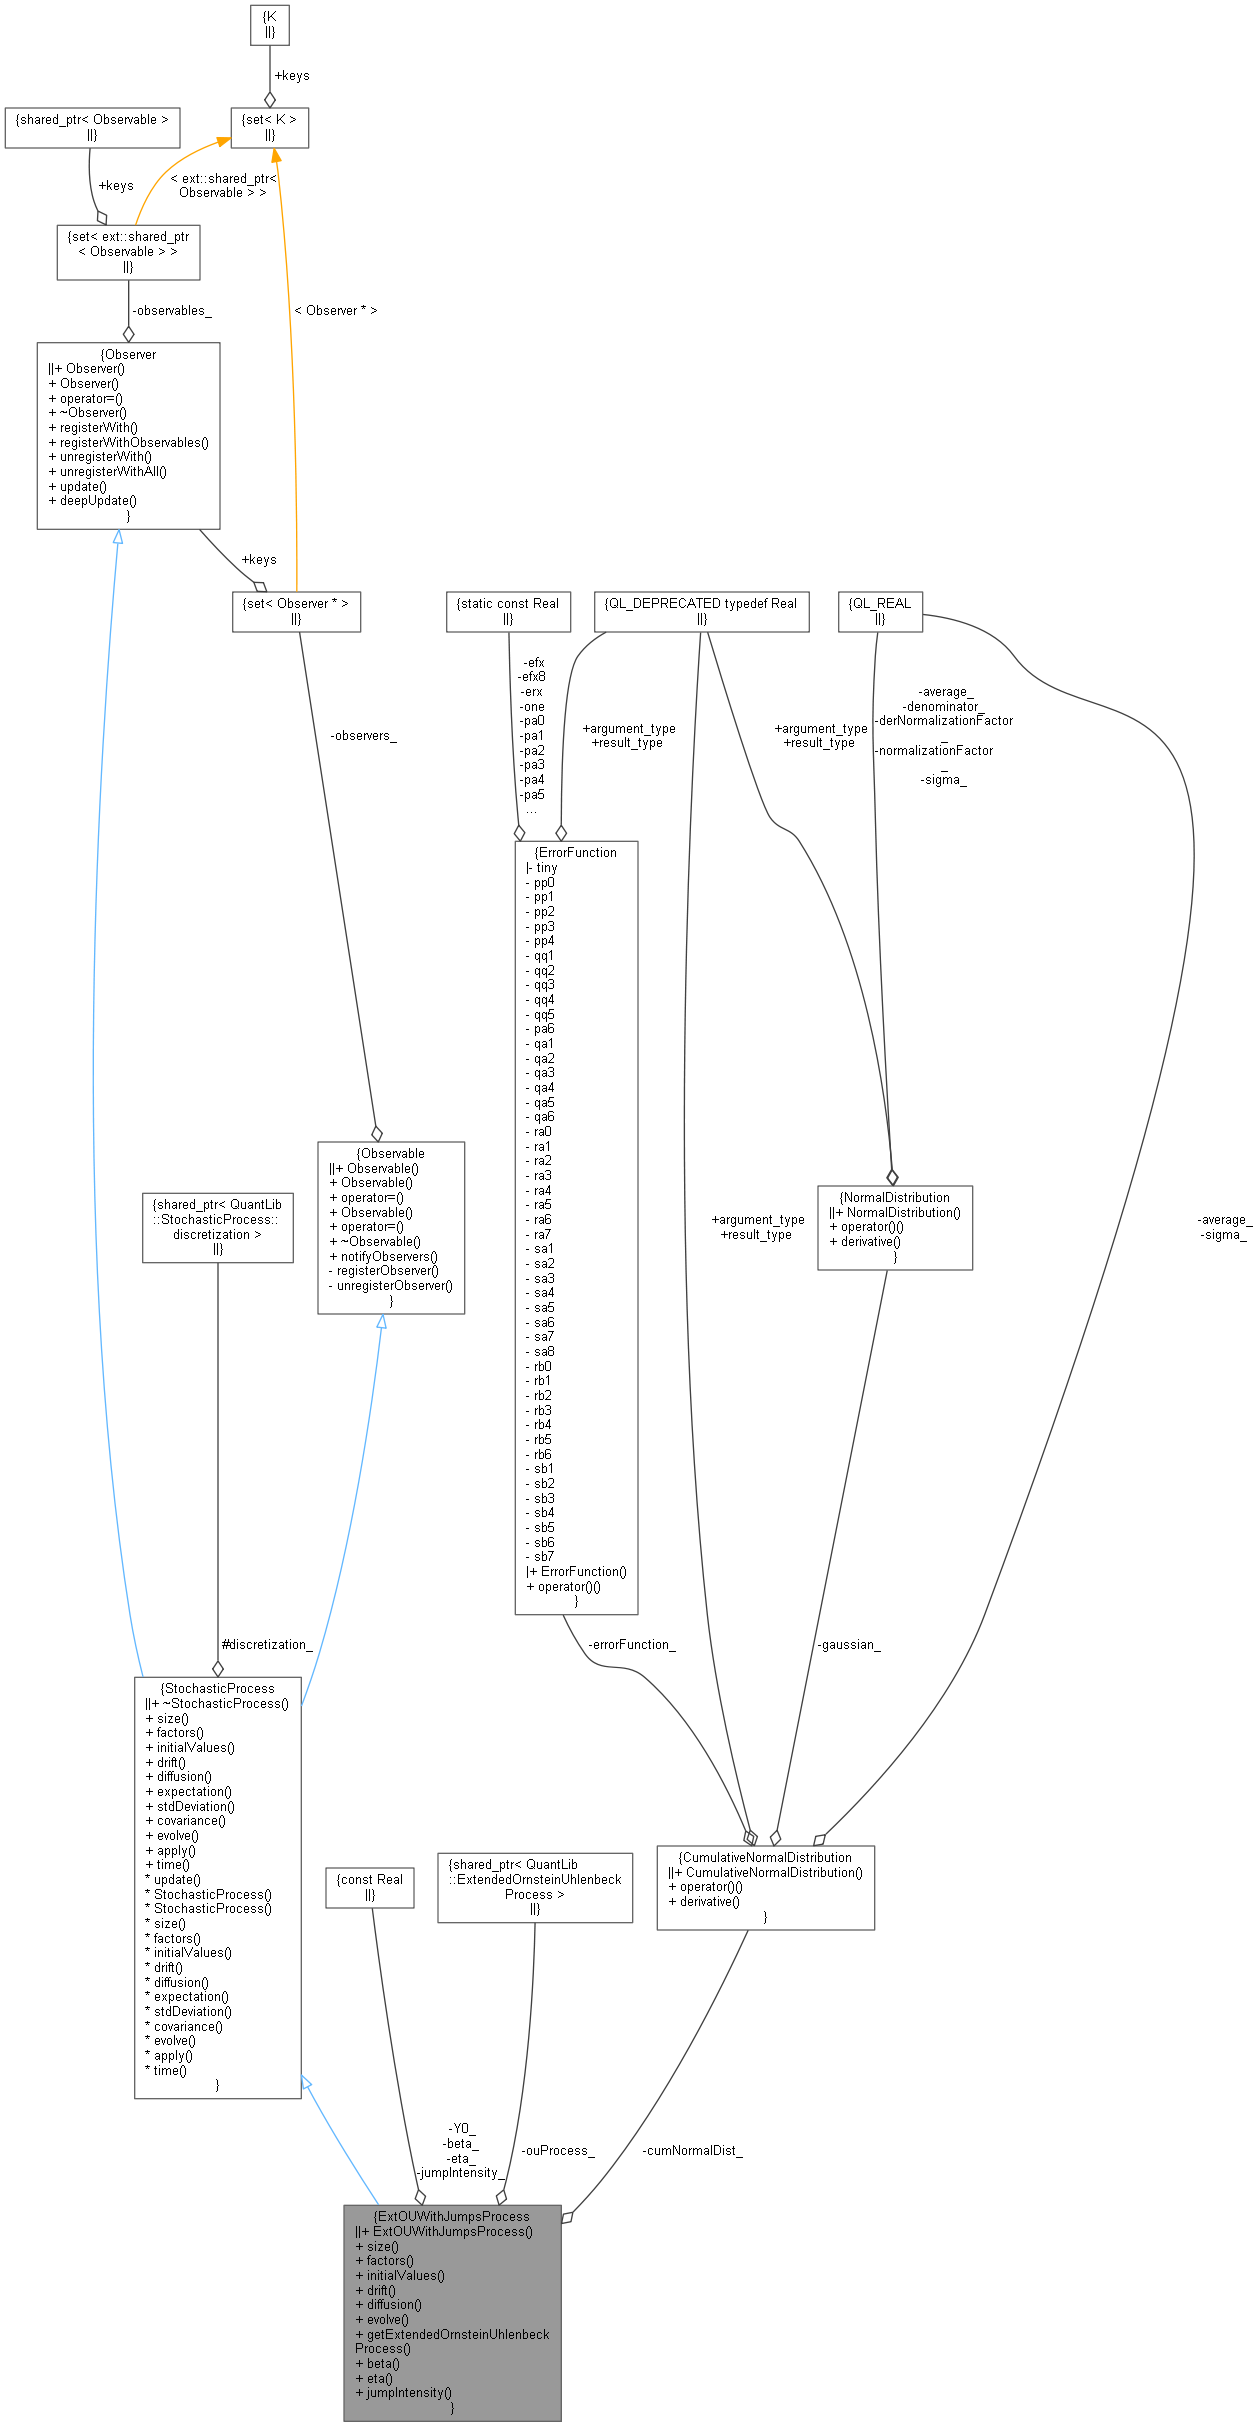 {K
||}
+keys
{shared_ptr< Observable >
||}
{set< K >
||}
+keys
< ext::shared_ptr<
Observable > >
{set< ext::shared_ptr
< Observable > >
||}
-observables_
< Observer * >
{Observer
||+ Observer()
+ Observer()
+ operator=()
+ ~Observer()
+ registerWith()
+ registerWithObservables()
+ unregisterWith()
+ unregisterWithAll()
+ update()
+ deepUpdate()
}
+keys
{set< Observer * >
||}
{static const Real
||}
{QL_DEPRECATED typedef Real
||}
{QL_REAL
||}
-observers_
-efx
-efx8
-erx
-one
-pa0
-pa1
-pa2
-pa3
-pa4
-pa5
...
+argument_type
+result_type
+argument_type
+result_type
-average_
-denominator_
-derNormalizationFactor
_
-normalizationFactor
_
-sigma_
{ErrorFunction
|- tiny
- pp0
- pp1
- pp2
- pp3
- pp4
- qq1
- qq2
- qq3
- qq4
- qq5
- pa6
- qa1
- qa2
- qa3
- qa4
- qa5
- qa6
- ra0
- ra1
- ra2
- ra3
- ra4
- ra5
- ra6
- ra7
- sa1
- sa2
- sa3
- sa4
- sa5
- sa6
- sa7
- sa8
- rb0
- rb1
- rb2
- rb3
- rb4
- rb5
- rb6
- sb1
- sb2
- sb3
- sb4
- sb5
- sb6
- sb7
|+ ErrorFunction()
+ operator()()
}
{shared_ptr< QuantLib
::StochasticProcess::
discretization >
||}
{Observable
||+ Observable()
+ Observable()
+ operator=()
+ Observable()
+ operator=()
+ ~Observable()
+ notifyObservers()
- registerObserver()
- unregisterObserver()
}
+argument_type
+result_type
{NormalDistribution
||+ NormalDistribution()
+ operator()()
+ derivative()
}
-average_
-sigma_
#discretization_
-errorFunction_
-gaussian_
{StochasticProcess
||+ ~StochasticProcess()
+ size()
+ factors()
+ initialValues()
+ drift()
+ diffusion()
+ expectation()
+ stdDeviation()
+ covariance()
+ evolve()
+ apply()
+ time()
* update()
* StochasticProcess()
* StochasticProcess()
* size()
* factors()
* initialValues()
* drift()
* diffusion()
* expectation()
* stdDeviation()
* covariance()
* evolve()
* apply()
* time()
}
{const Real
||}
{shared_ptr< QuantLib
::ExtendedOrnsteinUhlenbeck
Process >
||}
{CumulativeNormalDistribution
||+ CumulativeNormalDistribution()
+ operator()()
+ derivative()
}
-Y0_
-beta_
-eta_
-jumpIntensity_
-ouProcess_
-cumNormalDist_
{ExtOUWithJumpsProcess
||+ ExtOUWithJumpsProcess()
+ size()
+ factors()
+ initialValues()
+ drift()
+ diffusion()
+ evolve()
+ getExtendedOrnsteinUhlenbeck
Process()
+ beta()
+ eta()
+ jumpIntensity()
}